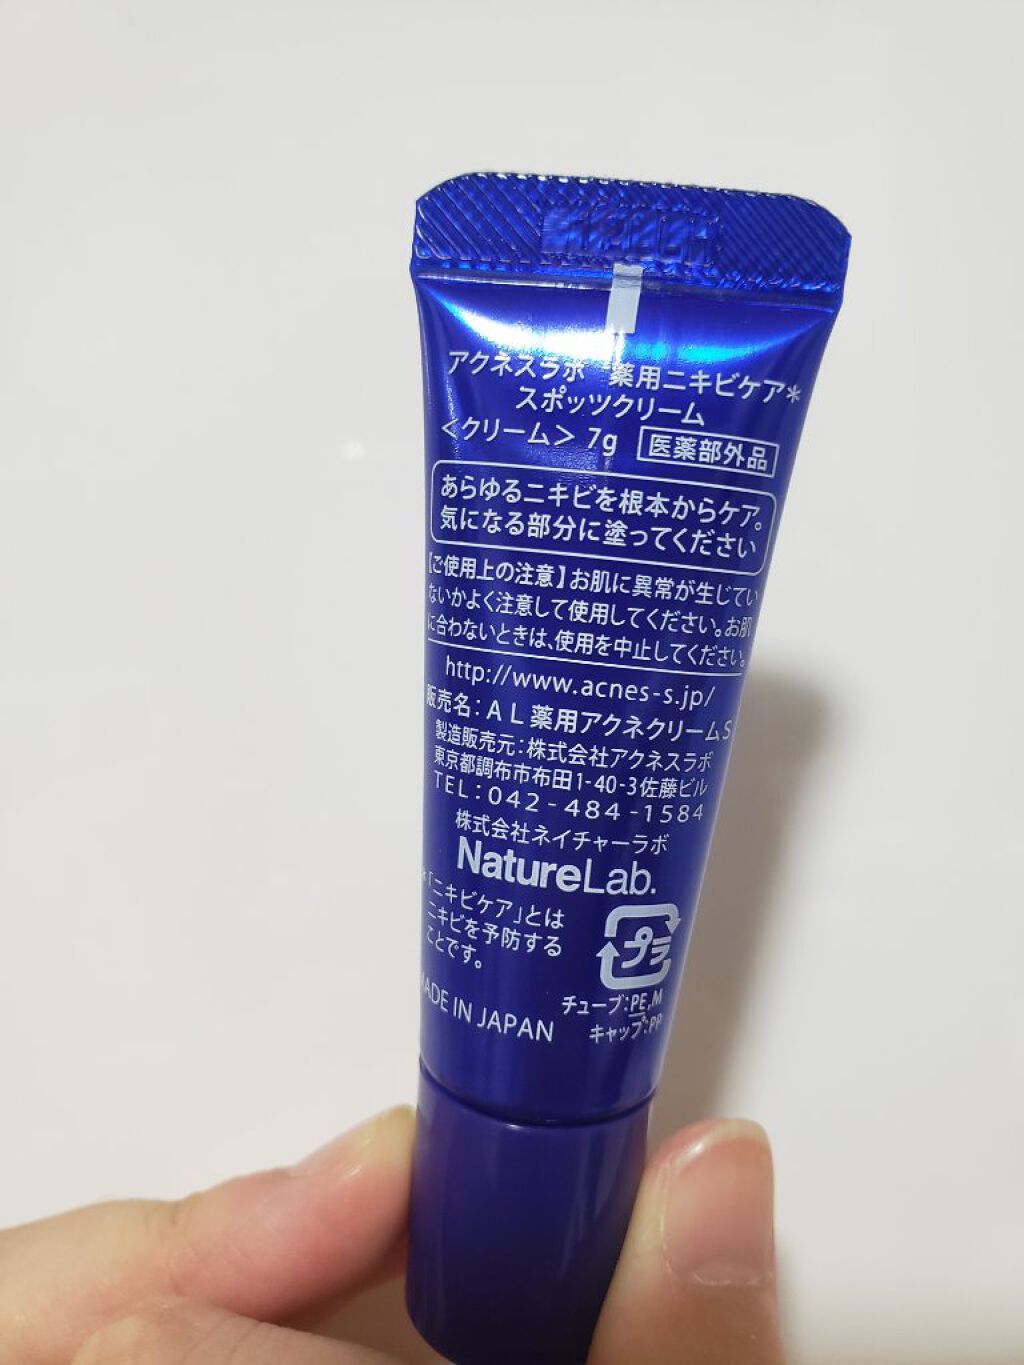 アクネスラボ 薬用ニキビケア*
スポッツクリーム
<クリーム> 7g 医薬部外品
あらゆるニキビを根本からケア。
気になる部分に塗ってください
【ご使用上の注意】お肌に異常が生じてい
ないかよく注意して使用してください。お肌
に合わないときは、使用を中止してください。
http://www.acnes-s.jp/
販売名:AL薬用アクネクリームS
製造販売元:株式会社アクネスラボ
東京都調布市布田1-40-3佐藤ビル
TEL:042-484-1584
株式会社ネイチャーラボ
NatureLab.
*「ニキビケア」とは
ニキビを予防する
ことです。
プラ
チューブ:PE,M
キャップ:PP
MADE IN JAPAN